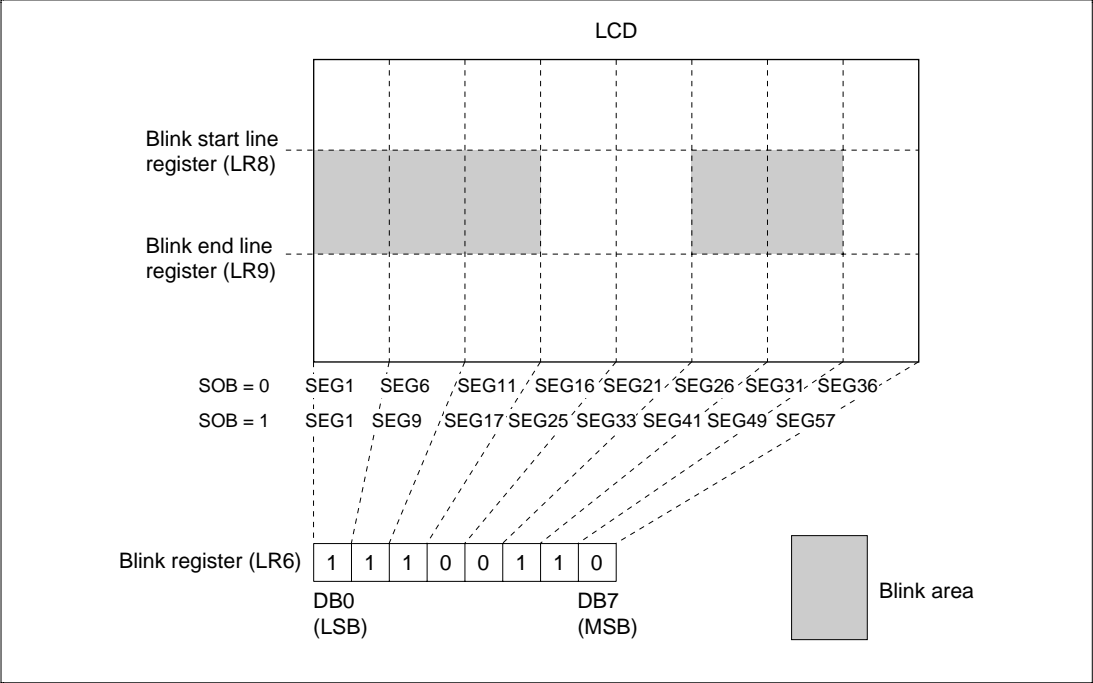 LCD
Blink start line
register (LR8)
Blink end line
register (LR9)
SOB = 0 SEG1 SEG6 SEG11 SEG16 SEG21 SEG26 SEG31 SEG36
SOB = 1 SEG1 SEG9 SEG17 SEG25 SEG33 SEG41 SEG49 SEG57
Blink register (LR6) 1 1 1 0 0 1 1 0
DB0 DB7
(LSB) (MSB)
Blink area